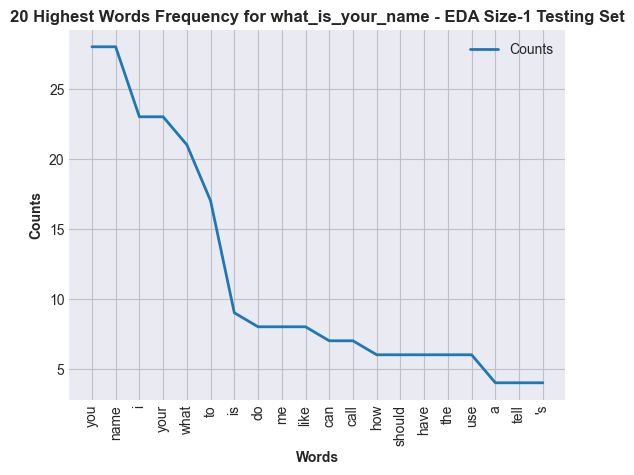 20 Highest Words Frequency for what_is_your_name - EDA Size-1 Testing Set
Counts
25
20
15
10
5
Counts
you
name
i
your
what
to
is
do
me
like
can
call
how
should
have
the
use
a
tell
's
Words